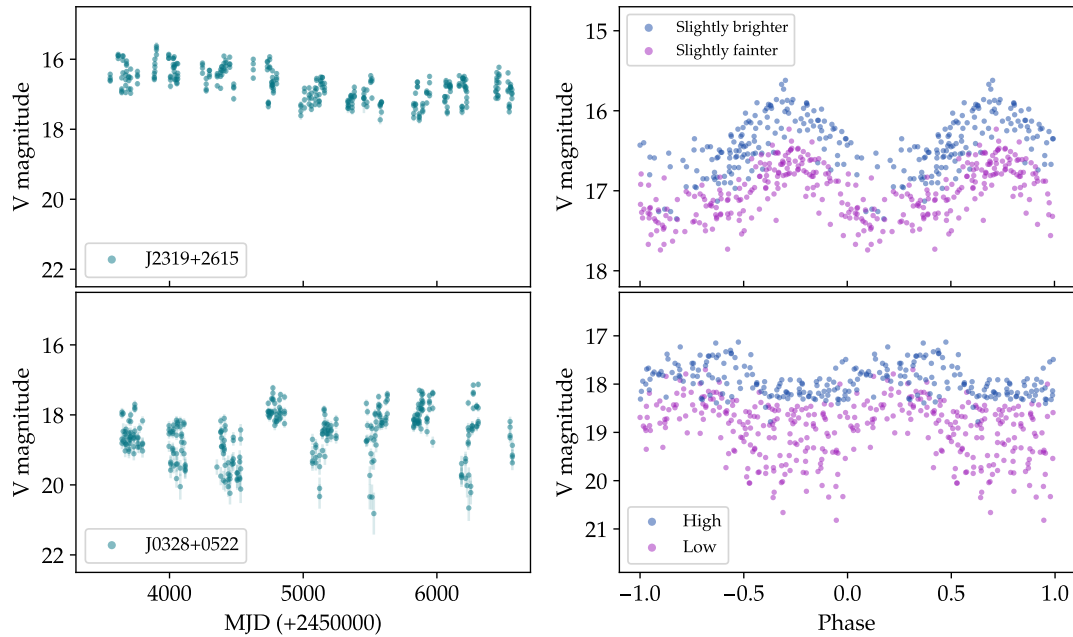 V magnitude
16
18
20
22
J2319+2615
V magnitude
15
16
17
18
Slightly brighter
Slightly fainter
V magnitude
16
18
20
22
J0328+0522
4000
5000
6000
MJD (+2450000)
V magnitude
17
18
19
20
21
High
Low
−1.0
−0.5
0.0
0.5
1.0
Phase